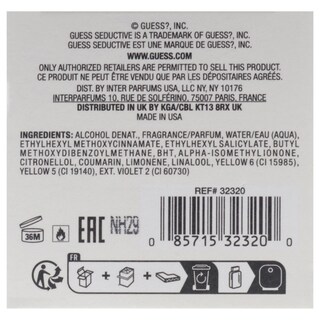 © GUESS?, INC.
GUESS SEDUCTIVE IS A TRADEMARK OF GUESS?, INC.
GUESS SEDUCTIVE EST UNE MARQUE DE GUESS?, INC.
WWW.GUESS.COM
ONLY AUTHORIZED RETAILERS ARE PERMITTED TO SELL THIS PRODUCT
CE PRODUIT NE PEUT ÊTRE VENDU QUE PAR LES DÉPOSITAIRES AGRÉÉS.
DIST. BY INTER PARFUMS USA, LLC NY, NY 10176
INTERPARFUMS 10, RUE DE SOLFÉRINO, 75007 PARIS, FRANCE
DISTRIBUTED IN UK BY KGA/CBL KT13 8RX UK
MADE IN USA
INGREDIENTS: ALCOHOL DENAT., FRAGRANCE/PARFUM, WATER/EAU (AQUA),
ETHYLHEXYL METHOXYCINNAMATE, ETHYLHEXYL SALICYLATE, BUTYL
METHOXYDIBENZOYLMETHANE, BHT, ALPHA-ISOMETHYLIONONE,
CITRONELLOL, COUMARIN, LIMONENE, LINALOOL, YELLOW 6 (CI 15985),
YELLOW 5 (CI 19140), EXT. VIOLET 2 (CI 60730)
REF# 32320
36M
EAC
NH29
0 85715 32320 0
FR